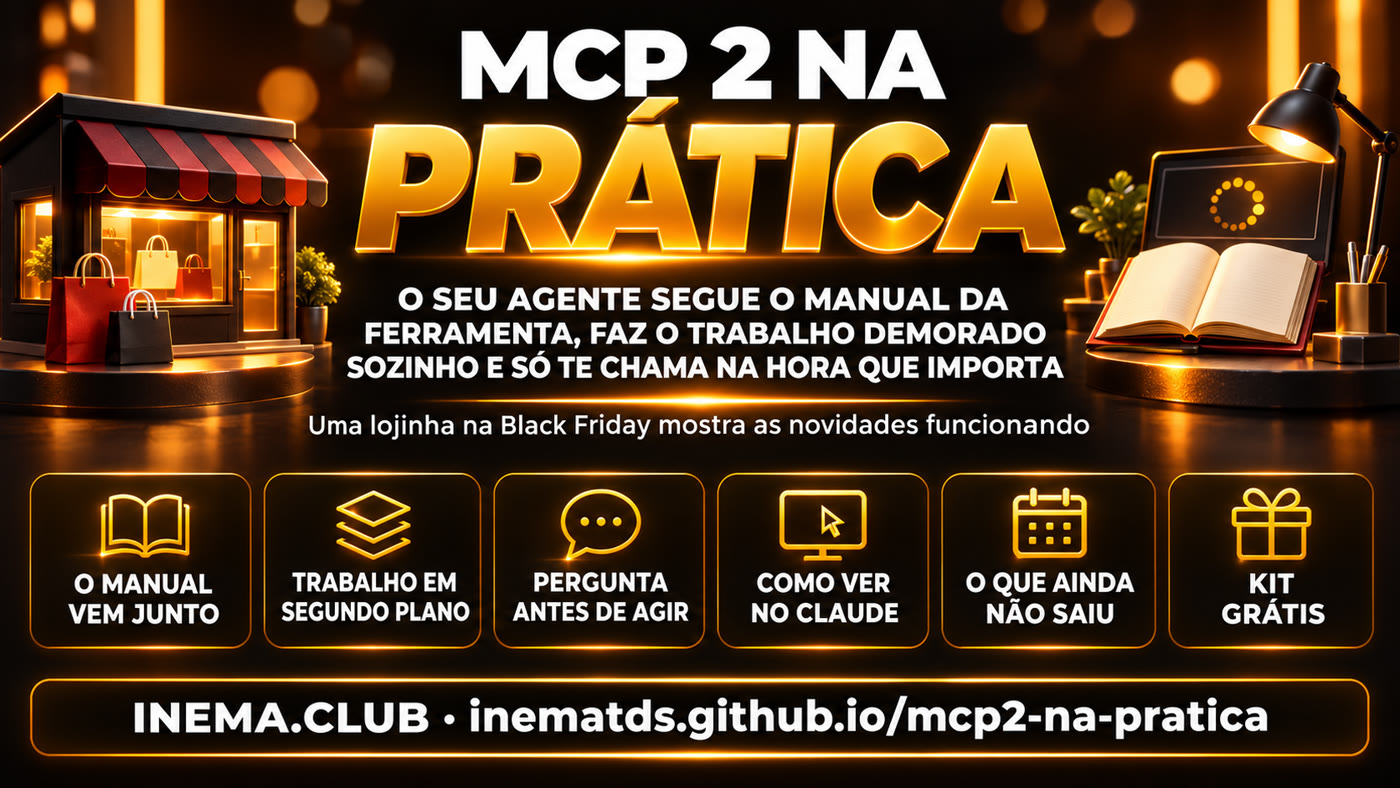 MCP 2 NA
PRÁTICA
O SEU AGENTE SEGUE O MANUAL DA
FERRAMENTA, FAZ O TRABALHO DEMORADO
SOZINHO E SÓ TE CHAMA NA HORA QUE IMPORTA
Uma lojinha na Black Friday mostra as novidades funcionando
O MANUAL
VEM JUNTO
TRABALHO EM
SEGUNDO PLANO
PERGUNTA
ANTES DE AGIR
COMO VER
NO CLAUDE
O QUE AINDA
NÃO SAIU
KIT
GRÁTIS
INEMA.CLUB • inematds.github.io/mcp2-na-pratica